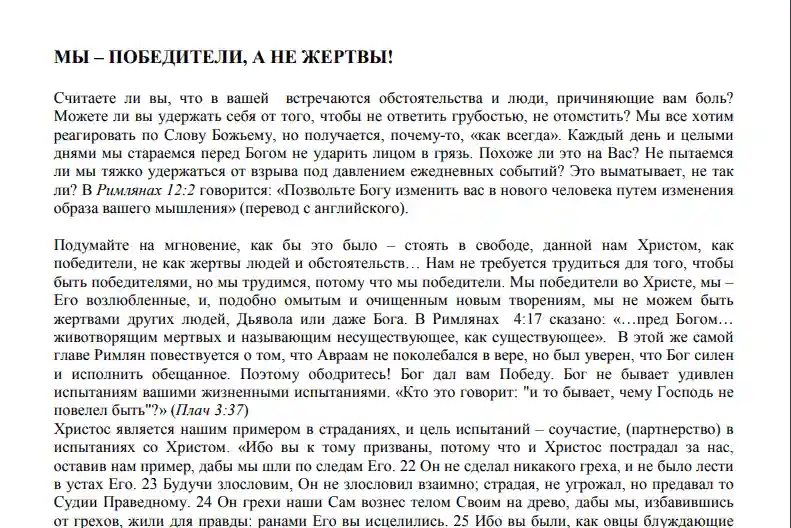 МЫ – ПОБЕДИТЕЛИ, А НЕ ЖЕРТВЫ!
Считаете ли вы, что в вашей встречаются обстоятельства и люди, причиняющие вам боль?
Можете ли вы удержать себя от того, чтобы не ответить грубостью, не отомстить? Мы все хотим
реагировать по Слову Божьему, но получается, почему-то, «как всегда». Каждый день и целыми
днями мы стараемся перед Богом не ударить лицом в грязь. Похоже ли это на Вас? Не пытаемся
ли мы тяжко удержаться от взрыва под давлением ежедневных событий? Это выматывает, не так
ли? В Римлянах 12:2 говорится: «Позвольте Богу изменить вас в нового человека путем изменения
образа вашего мышления» (перевод с английского).
Подумайте на мгновение, как бы это было – стоять в свободе, данной нам Христом, как
победители, не как жертвы людей и обстоятельств… Нам не требуется трудиться для того, чтобы
быть победителями, но мы трудимся, потому что мы победители. Мы победители во Христе, мы –
Его возлюбленные, и, подобно омытым и очищенным новым творениям, мы не можем быть
жертвами других людей, Дьявола или даже Бога. В Римлянах 4:17 сказано: «…пред Богом…
животворящим мертвых и называющим несуществующее, как существующее». В этой же самой
главе Римлян повествуется о том, что Авраам не поколебался в вере, но был уверен, что Бог силен
и исполнить обещанное. Поэтому ободритесь! Бог дал вам Победу. Бог не бывает удивлен
испытаниям вашими жизненными испытаниями. «Кто это говорит: "и то бывает, чему Господь не
повелел быть"?» (Плач 3:37)
Христос является нашим примером в страданиях, и цель испытаний – соучастие, (партнерство) в
испытаниях со Христом. «Ибо вы к тому призваны, потому что и Христос пострадал за нас,
оставив нам пример, дабы мы шли по следам Его. 22 Он не сделал никакого греха, и не было лести
в устах Его. 23 Будучи злословим, Он не злословил взаимно; страдая, не угрожал, но предавал то
Судии Праведному. 24 Он грехи наши Сам вознес телом Своим на древо, дабы мы, избавившись
от грехов, жили для правды: ранами Его вы исцелились. 25 Ибо вы были, как овцы блуждающие